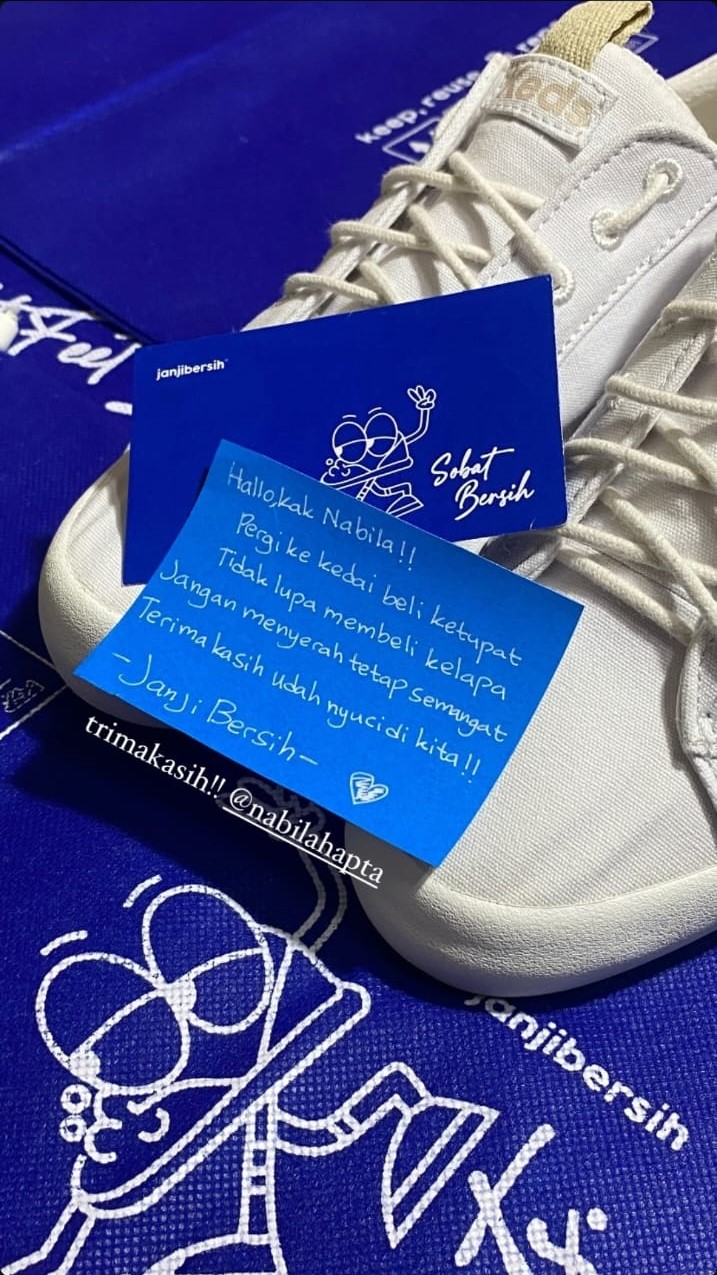 keep, reuse
Keds
Feel
janjibersih
Sobat
Bersih
Hallo, kak Nabila!!
Pergi ke kedai beli ketupat
Tidak lupa membeli kelapa
Jangan menyerah tetap semangat
Terima kasih udah nyuci di kita!!
-Janji Bersih-
trimakasih!! @nabilahapta
janjibersih